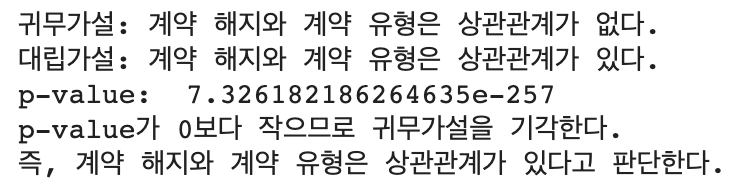 귀무가설: 계약 해지와 계약 유형은 상관관계가 없다.
대립가설: 계약 해지와 계약 유형은 상관관계가 있다.
p-value:  7.326182186264635e-257
p-value가 0보다 작으므로 귀무가설을 기각한다.
즉, 계약 해지와 계약 유형은 상관관계가 있다고 판단한다.